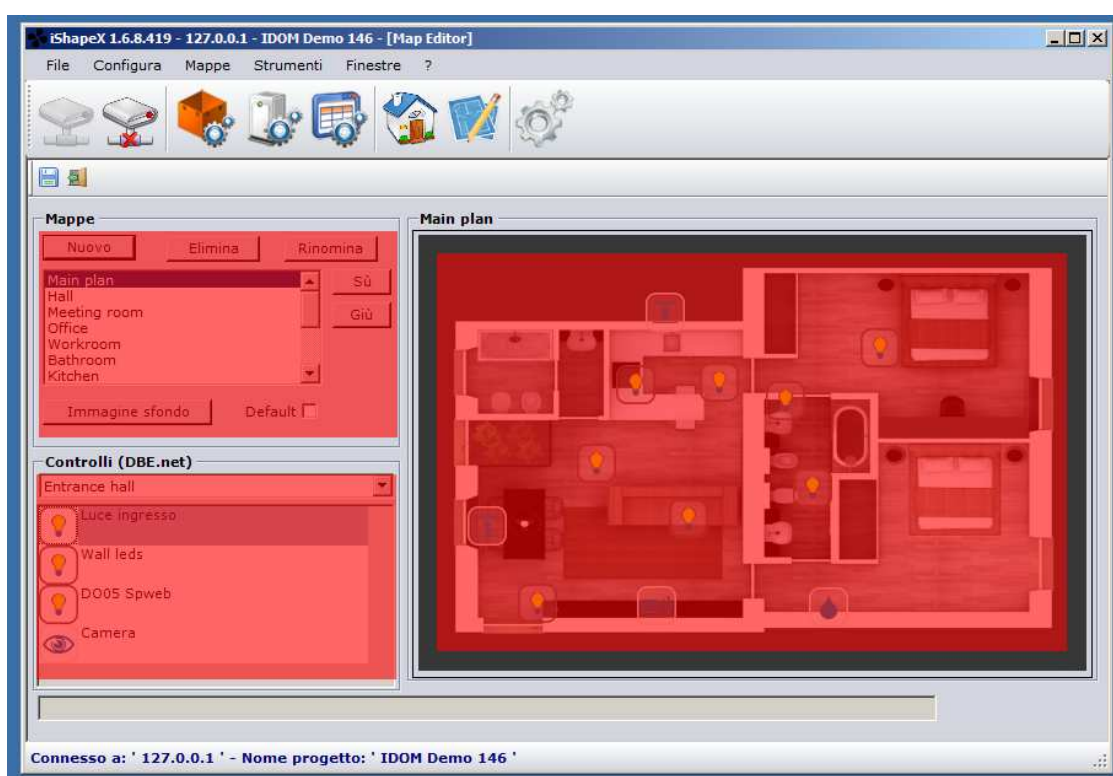 iShapeX 1.6.8.419 - 127.0.0.1 - IDOM Demo 146 - [Map Editor]
File Configura Mappe Strumenti Finestre ?
Mappe
Nuovo Elimina Rinomina
Main plan
Hall
Meeting room
Office
Workroom
Bathroom
Kitchen
Sù
Giù
Immagine sfondo Default
Controlli (DBE.net)
Entrance hall
Luce ingresso
Wall leds
DO05 Spweb
Camera
Main plan
Connesso a: ' 127.0.0.1 ' - Nome progetto: ' IDOM Demo 146 '